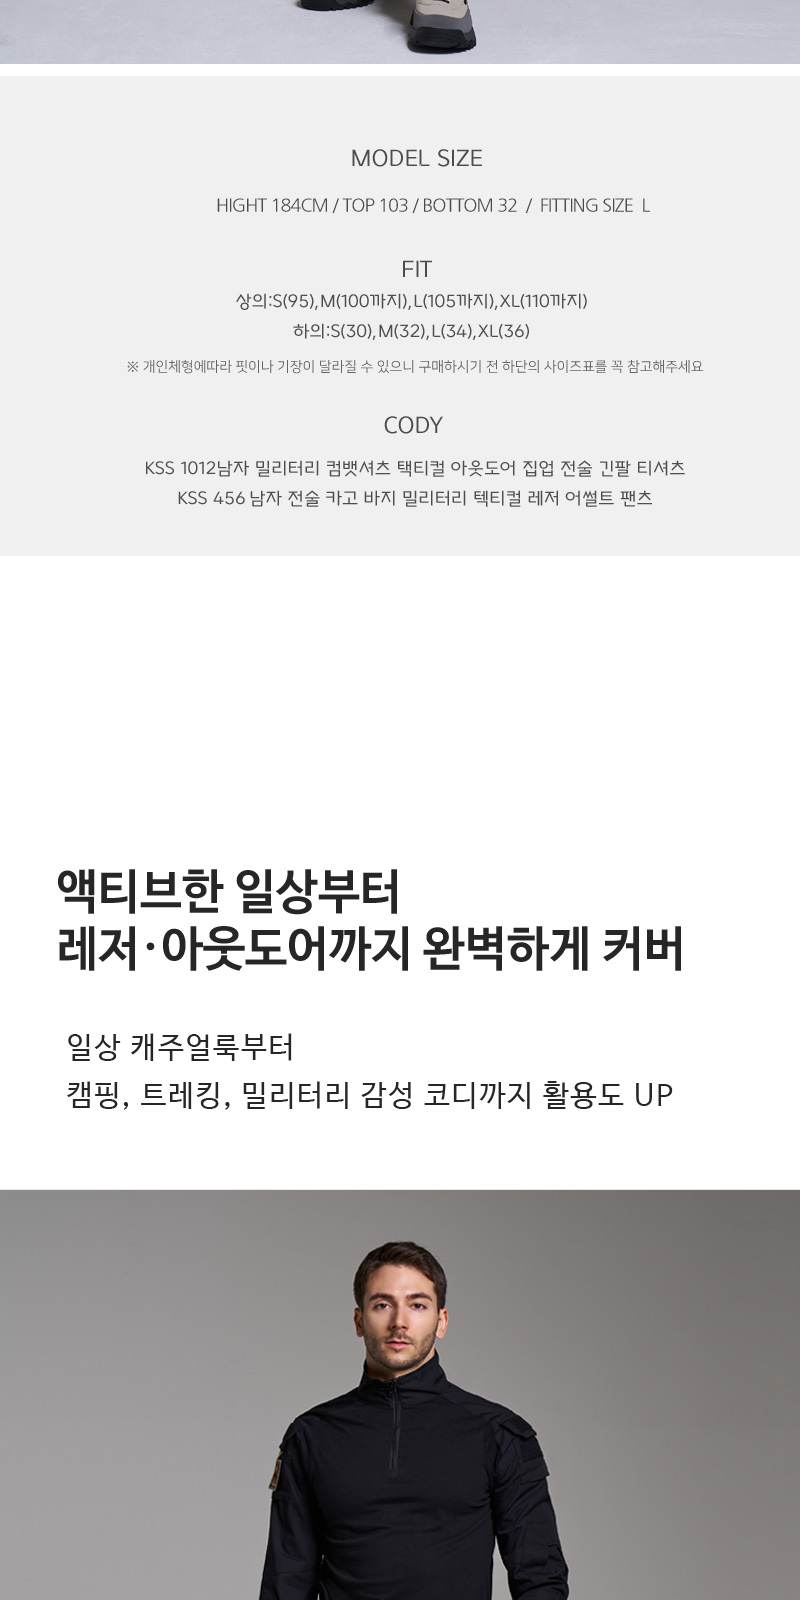 MODEL SIZE
HIGHT 184CM / TOP 103 / BOTTOM 32 / FITTING SIZE L
FIT
상의:S(95),M(100까지),L(105까지),XL(110까지)
하의:S(30),M(32),L(34),XL(36)
※ 개인체형에따라 핏이나 기장이 달라질 수 있으니 구매하시기 전 하단의 사이즈표를 꼭 참고해주세요
CODY
KSS 1012남자 밀리터리 컴뱃셔츠 택티컬 아웃도어 집업 전술 긴팔 티셔츠
KSS 456 남자 전술 카고 바지 밀리터리 텍티컬 레저 어썰트 팬츠
액티브한 일상부터
레저·아웃도어까지 완벽하게 커버
일상 캐주얼룩부터
캠핑, 트레킹, 밀리터리 감성 코디까지 활용도 UP